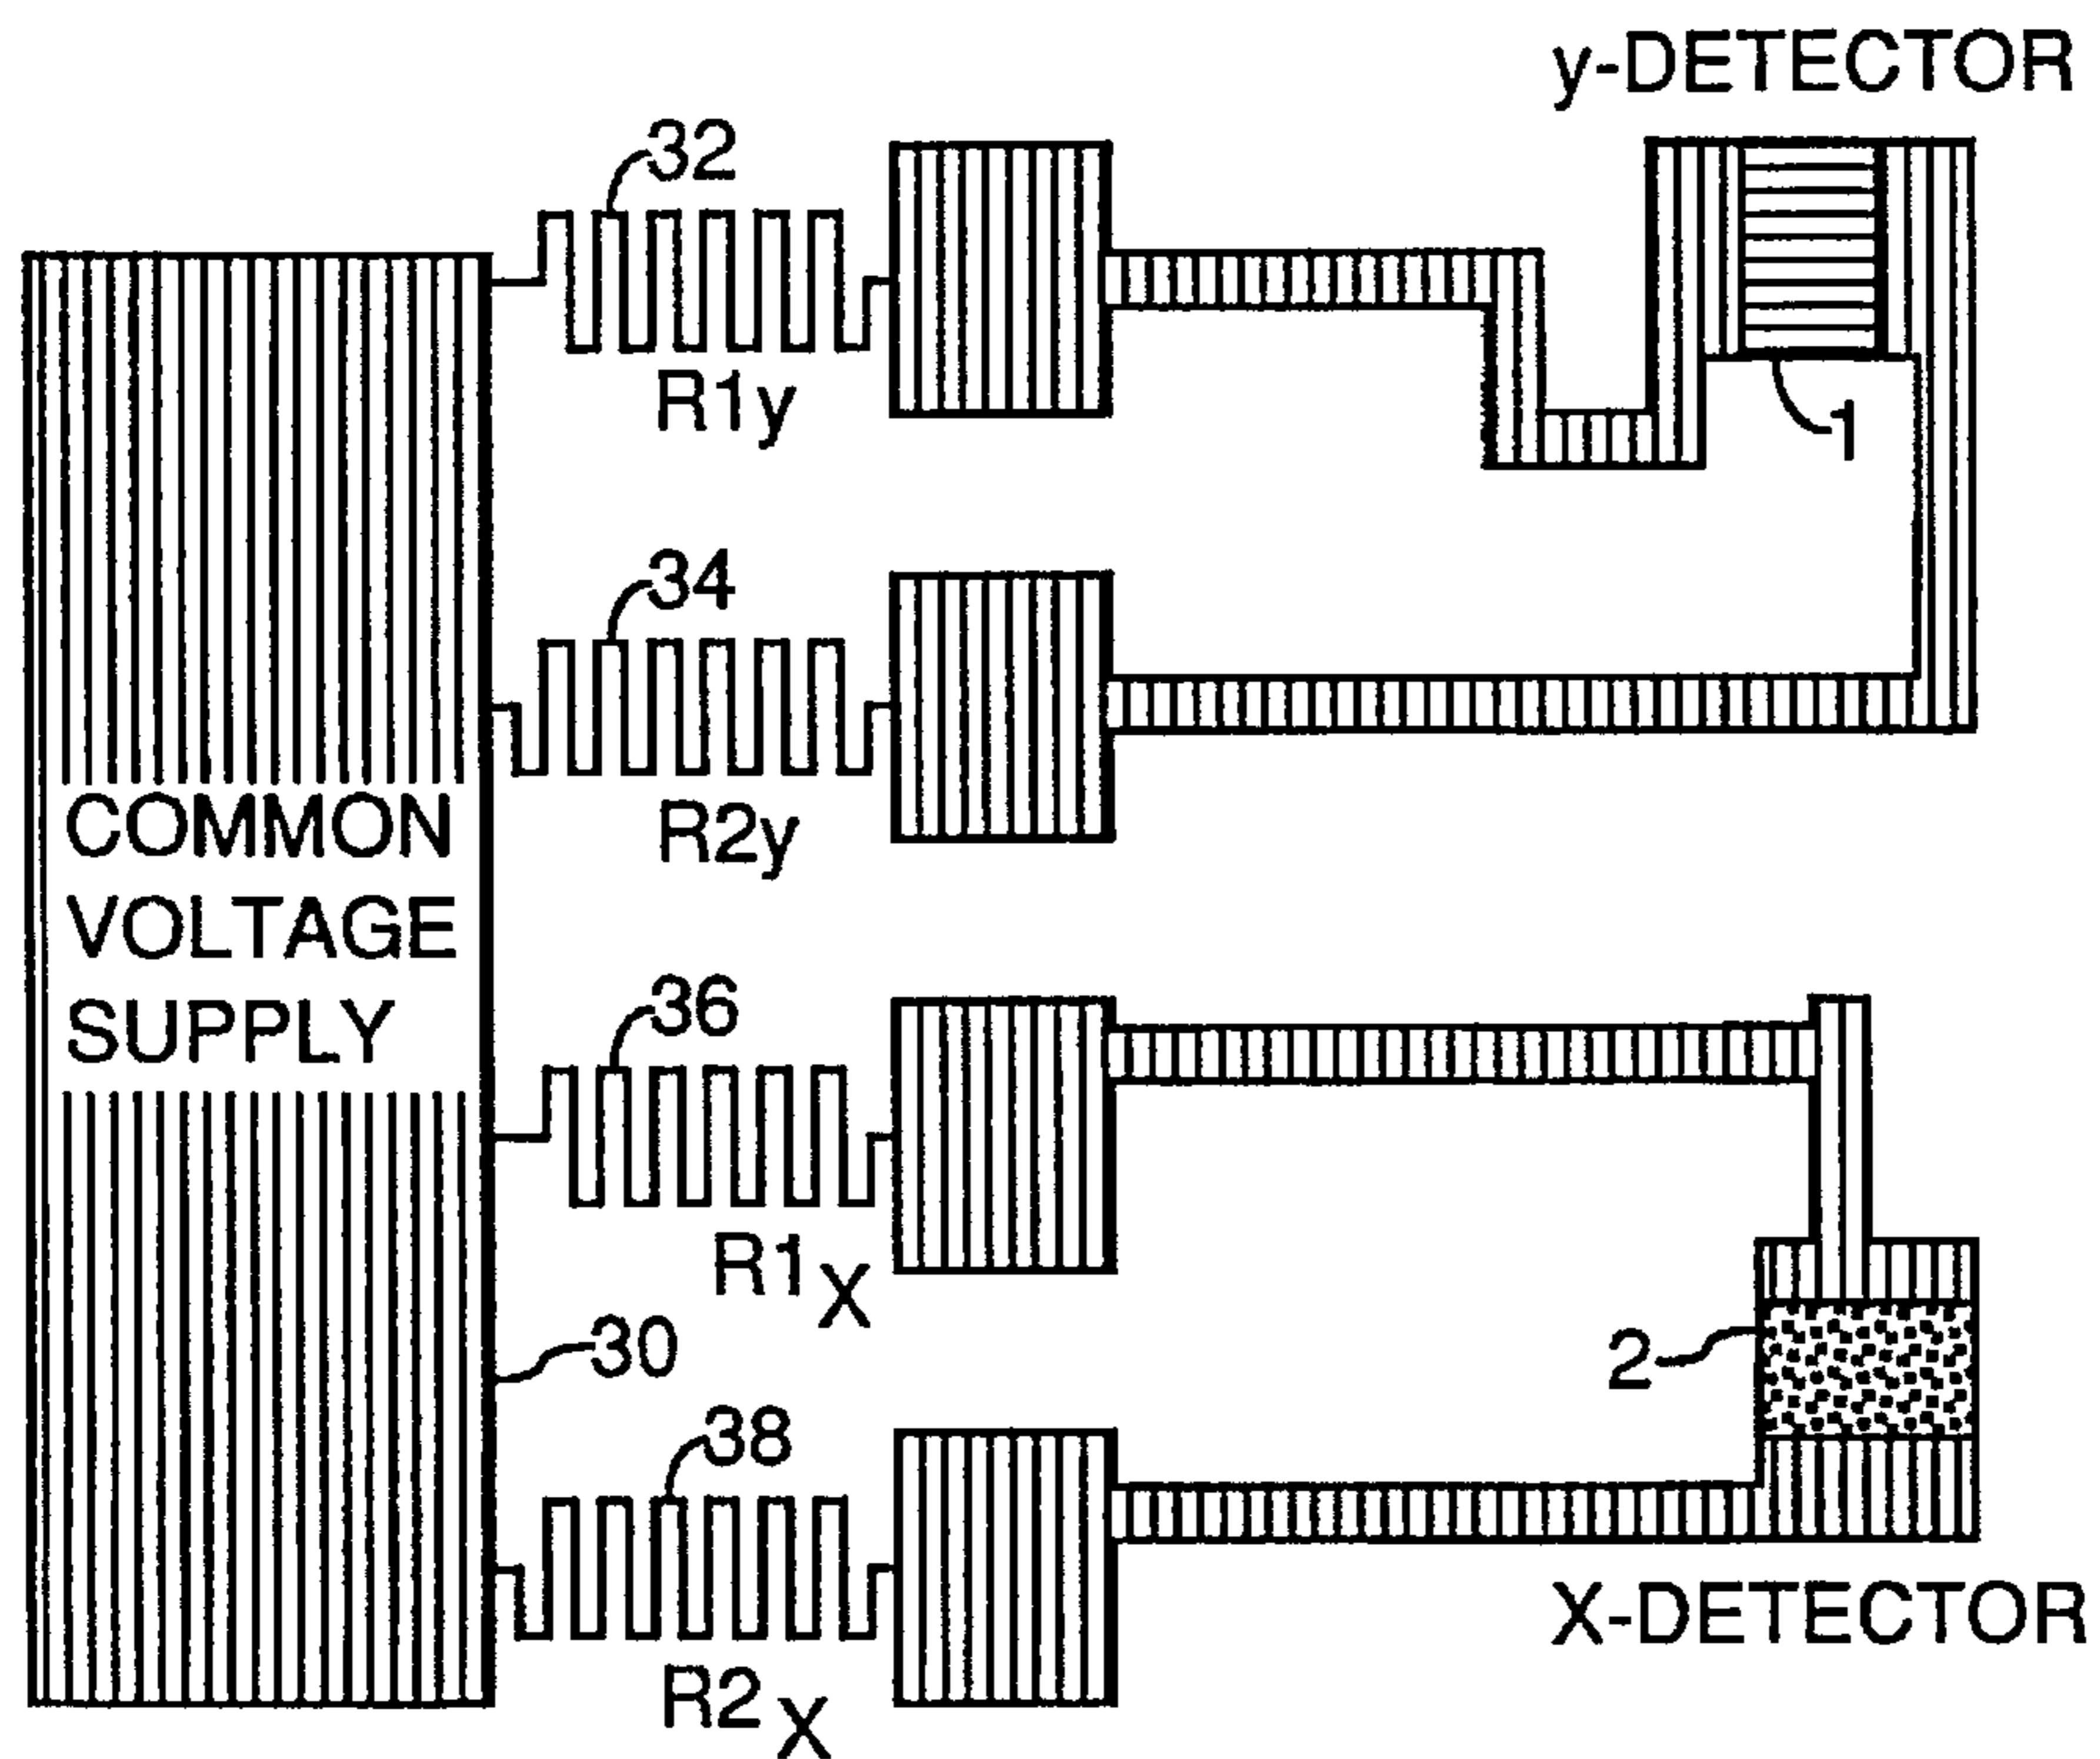 y-DETECTOR
32
R1y
1
34
R2y
COMMON
VOLTAGE
SUPPLY
36
R1X
30
2
38
X-DETECTOR
R2X